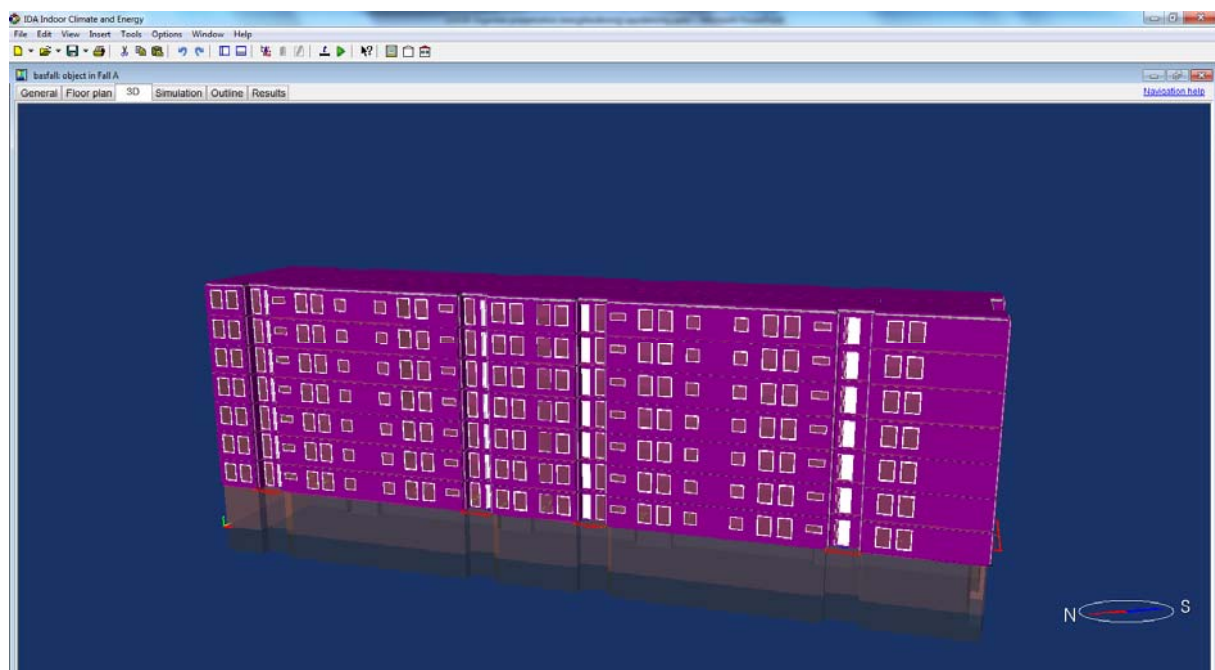 IDA Indoor Climate and Energy
File Edit View Insert Tools Options Window Help
basfall: object in Fall A
General Floor plan 3D Simulation Outline Results
Navigation help
N S